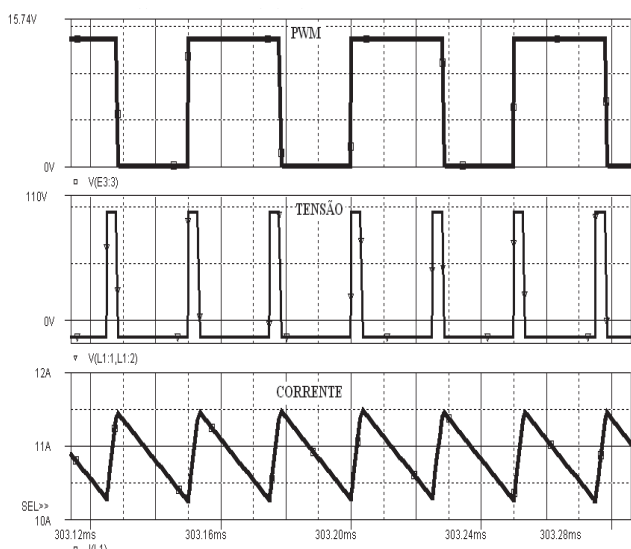 15.74V
PWM
0V
V(E3:3)
110V
TENSÃO
0V
V(L1:1,L1:2)
12A
CORRENTE
11A
SEL>>
10A
303.12ms 303.16ms 303.20ms 303.24ms 303.28ms
I(L1)